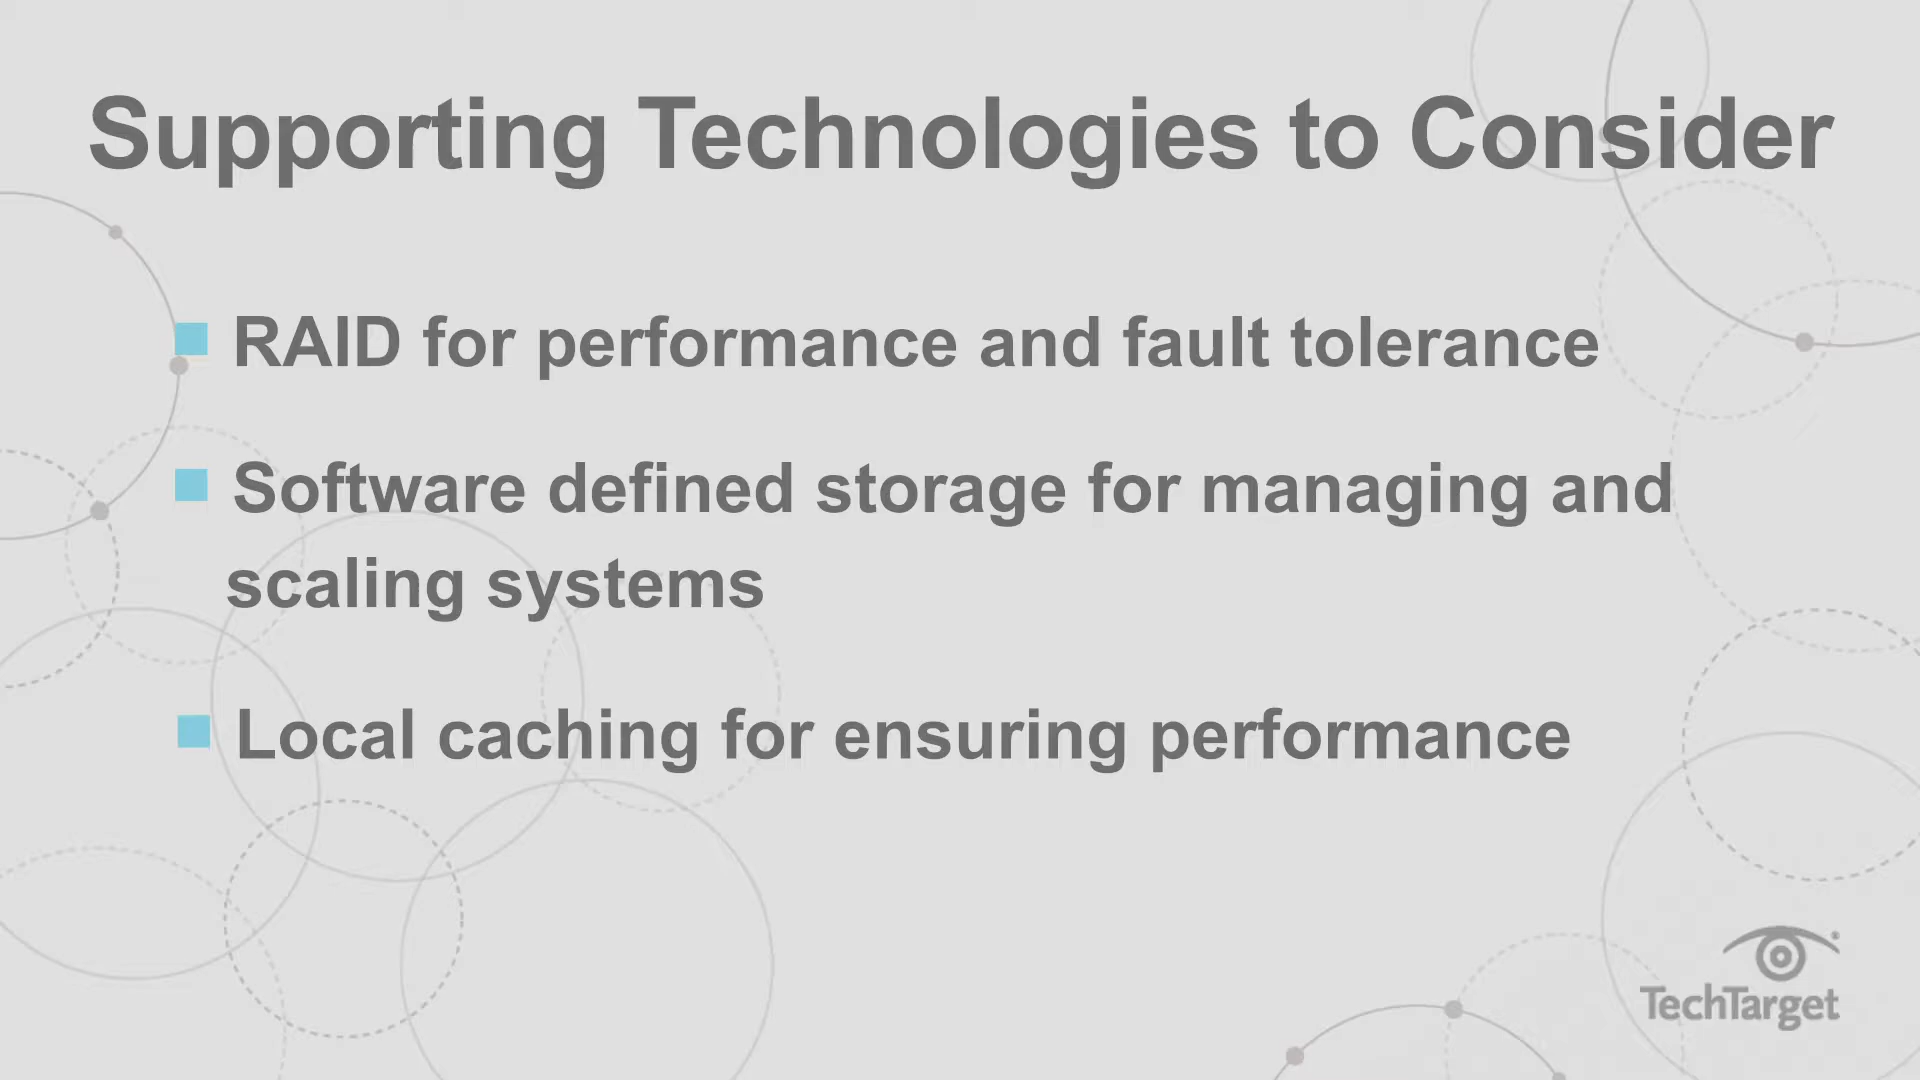 Supporting Technologies to Consider
RAID for performance and fault tolerance
Software defined storage for managing and
scaling systems
Local caching for ensuring performance
TechTarget